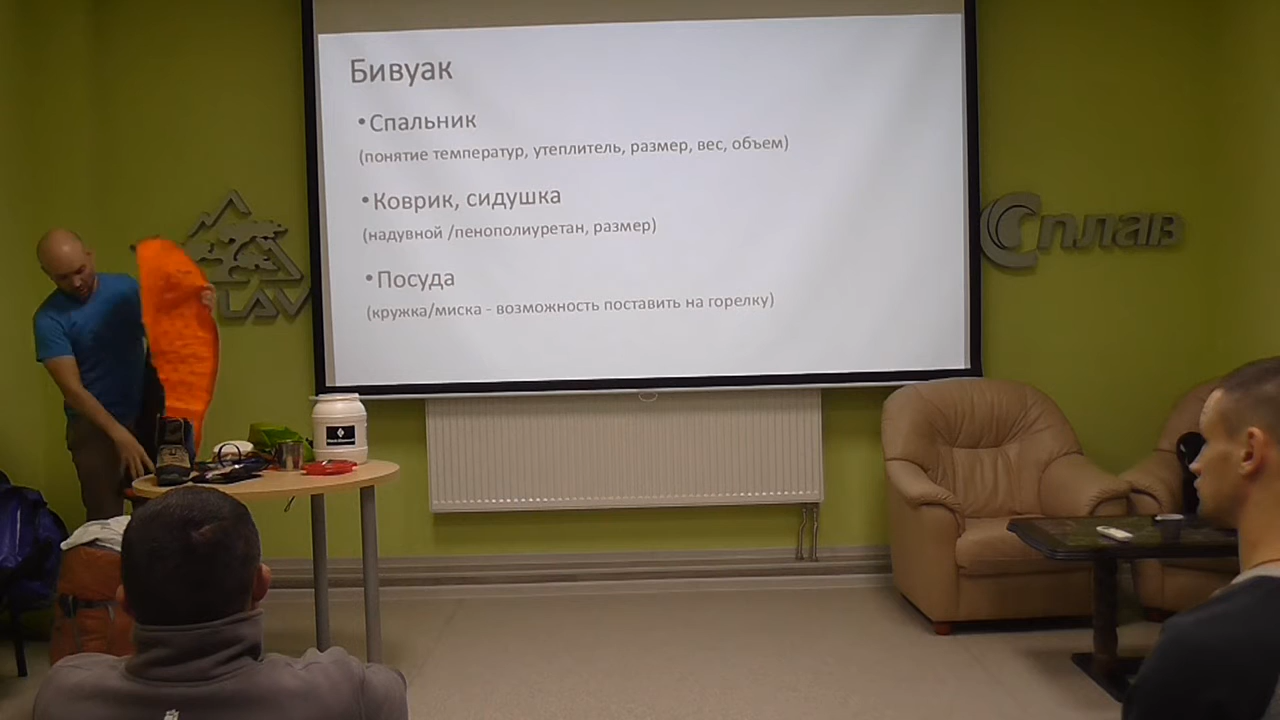 Бивуак
•Спальник
(понятие температур, утеплитель, размер, вес, объем)
•Коврик, сидушка
(надувной /пенополиуретан, размер)
•Посуда
(кружка/миска - возможность поставить на горелку)
Сплав